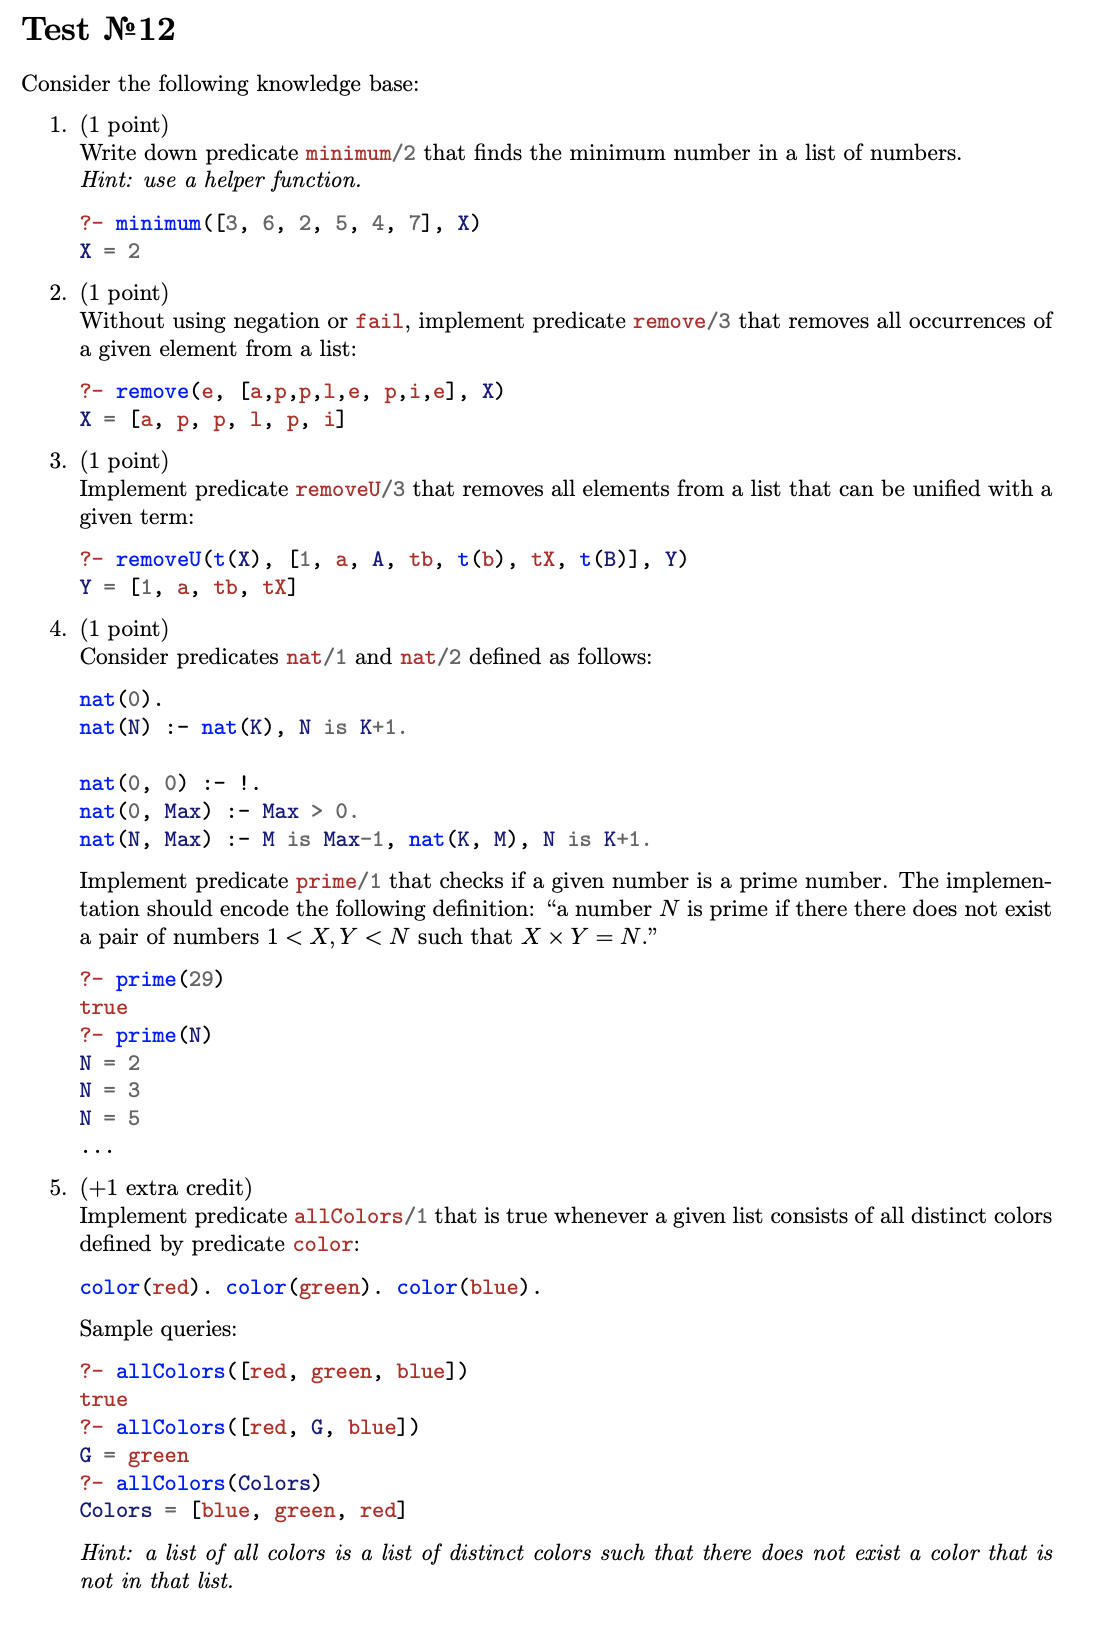 Test №12
Consider the following knowledge base:
1. (1 point)
Write down predicate minimum/2 that finds the minimum number in a list of numbers.
Hint: use a helper function.
?- minimum([3, 6, 2, 5, 4, 7], X)
X = 2
2. (1 point)
Without using negation or fail, implement predicate remove/3 that removes all occurrences of
a given element from a list:
?- remove(e, [a,p,p,l,e, p,i,e], X)
X = [a, p, p, l, p, i]
3. (1 point)
Implement predicate removeU/3 that removes all elements from a list that can be unified with a
given term:
?- removeU(t(X), [1, a, A, tb, t(b), tX, t(B)], Y)
Y = [1, a, tb, tX]
4. (1 point)
Consider predicates nat/1 and nat/2 defined as follows:
nat(0).
nat(N) :- nat(K), N is K+1.
nat(0, 0) :- !.
nat(0, Max) :- Max > 0.
nat(N, Max) :- M is Max-1, nat(K, M), N is K+1.
Implement predicate prime/1 that checks if a given number is a prime number. The implemen-
tation should encode the following definition: “a number N is prime if there there does not exist
a pair of numbers 1 < X, Y < N such that X × Y = N.”
?- prime(29)
true
?- prime(N)
N = 2
N = 3
N = 5
...
5. (+1 extra credit)
Implement predicate allColors/1 that is true whenever a given list consists of all distinct colors
defined by predicate color:
color(red). color(green). color(blue).
Sample queries:
?- allColors([red, green, blue])
true
?- allColors([red, G, blue])
G = green
?- allColors(Colors)
Colors = [blue, green, red]
Hint: a list of all colors is a list of distinct colors such that there does not exist a color that is
not in that list.